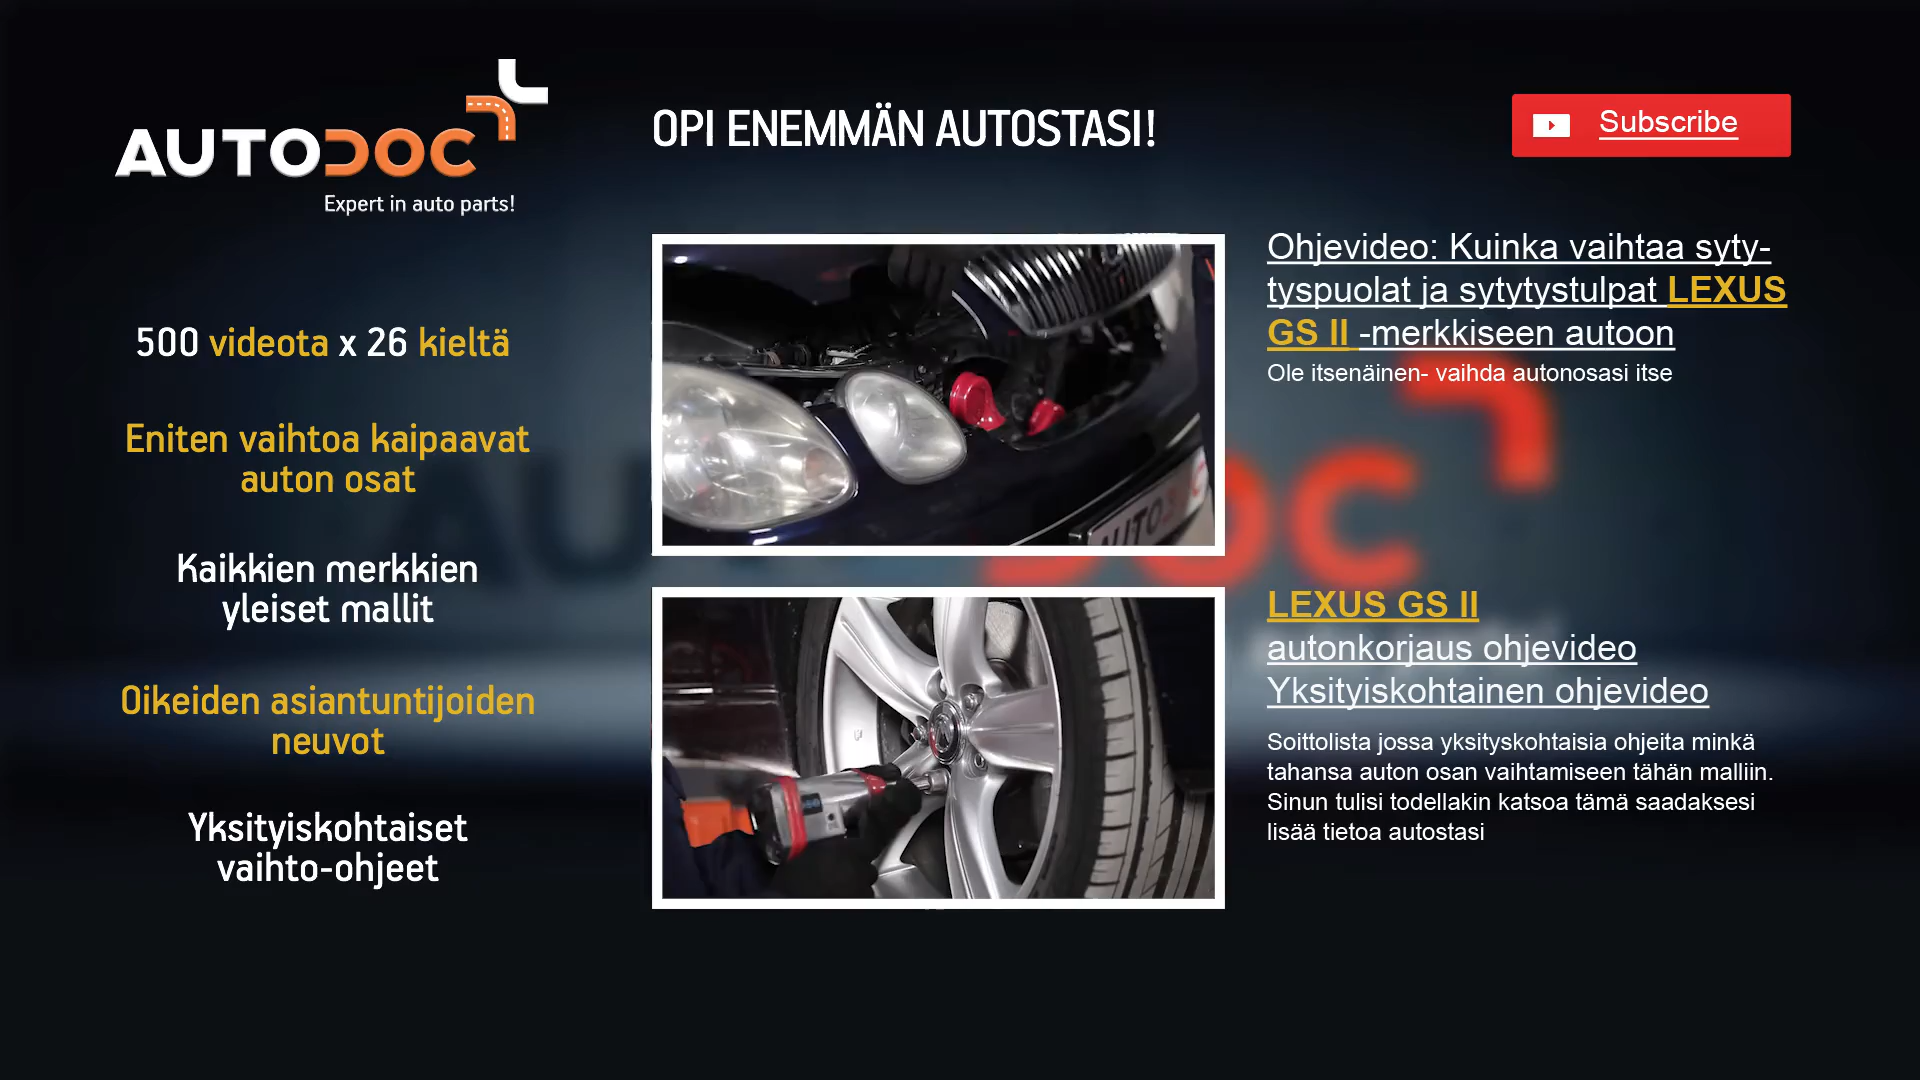 AUTODOC
Expert in auto parts!
OPI ENEMMÄN AUTOSTASI!
Subscribe
500 videota x 26 kieltä
Eniten vaihtoa kaipaavat
auton osat
Kaikkien merkkien
yleiset mallit
Oikeiden asiantuntijoiden
neuvot
Yksityiskohtaiset
vaihto-ohjeet
Ohjevideo: Kuinka vaihtaa syty-
tyspuolat ja sytytystulpat LEXUS
GS II -merkkiseen autoon
Ole itsenäinen- vaihda autonosasi itse
LEXUS GS II
autonkorjaus ohjevideo
Yksityiskohtainen ohjevideo
Soittolista jossa yksityskohtaisia ohjeita minkä
tahansa auton osan vaihtamiseen tähän malliin.
Sinun tulisi todellakin katsoa tämä saadaksesi
lisää tietoa autostasi